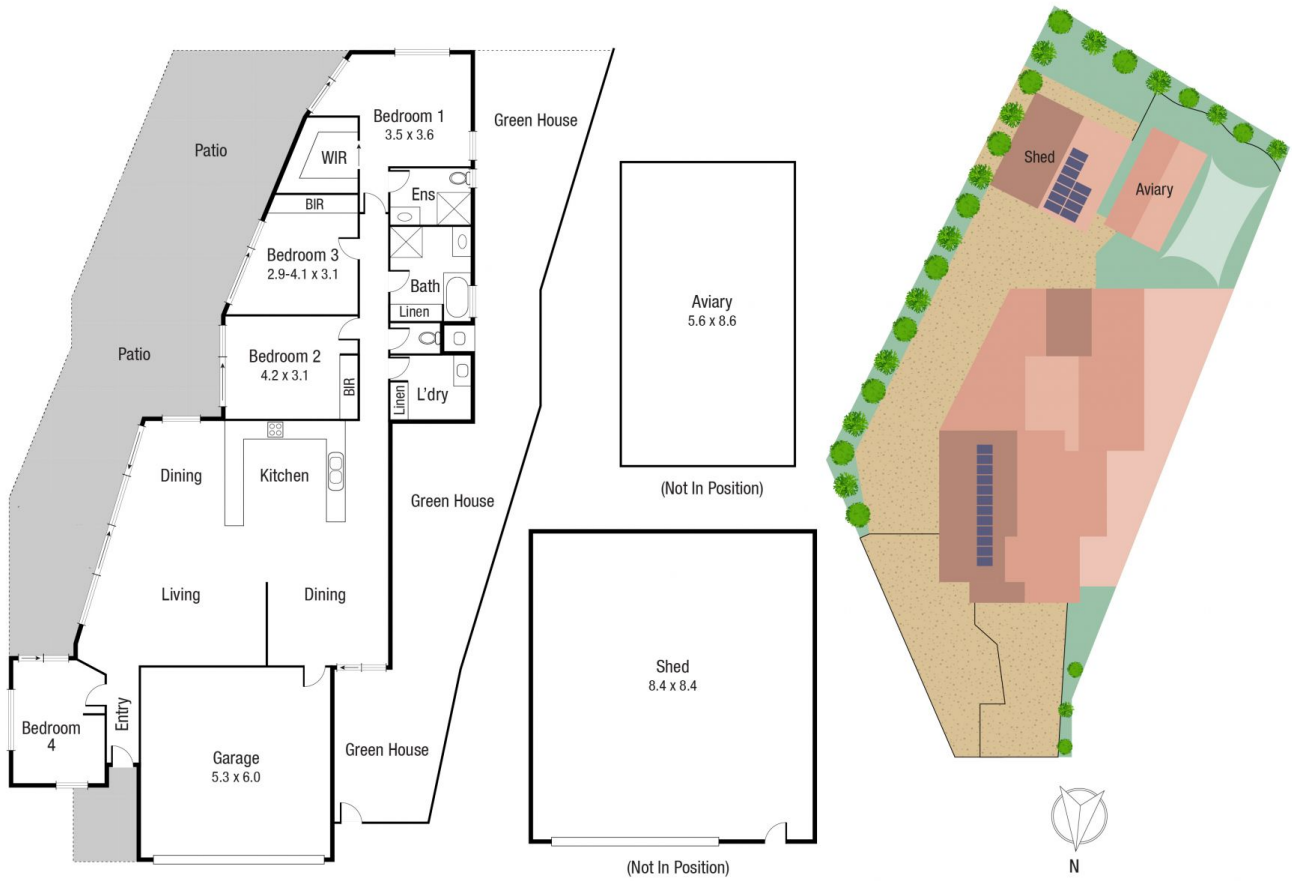 Bedroom 1
3.5 x 3.6
Green House
Patio
WIR
Ens
BIR
Bedroom 3
2.9-4.1 x 3.1
Bath
Linen
Patio
Bedroom 2
4.2 x 3.1
BIR
Linen
L'dry
Dining
Kitchen
Green House
Living
Dining
Bedroom
4
Entry
Garage
5.3 x 6.0
Green House
Aviary
5.6 x 8.6
(Not In Position)
Shed
8.4 x 8.4
(Not In Position)
Shed
Aviary
N